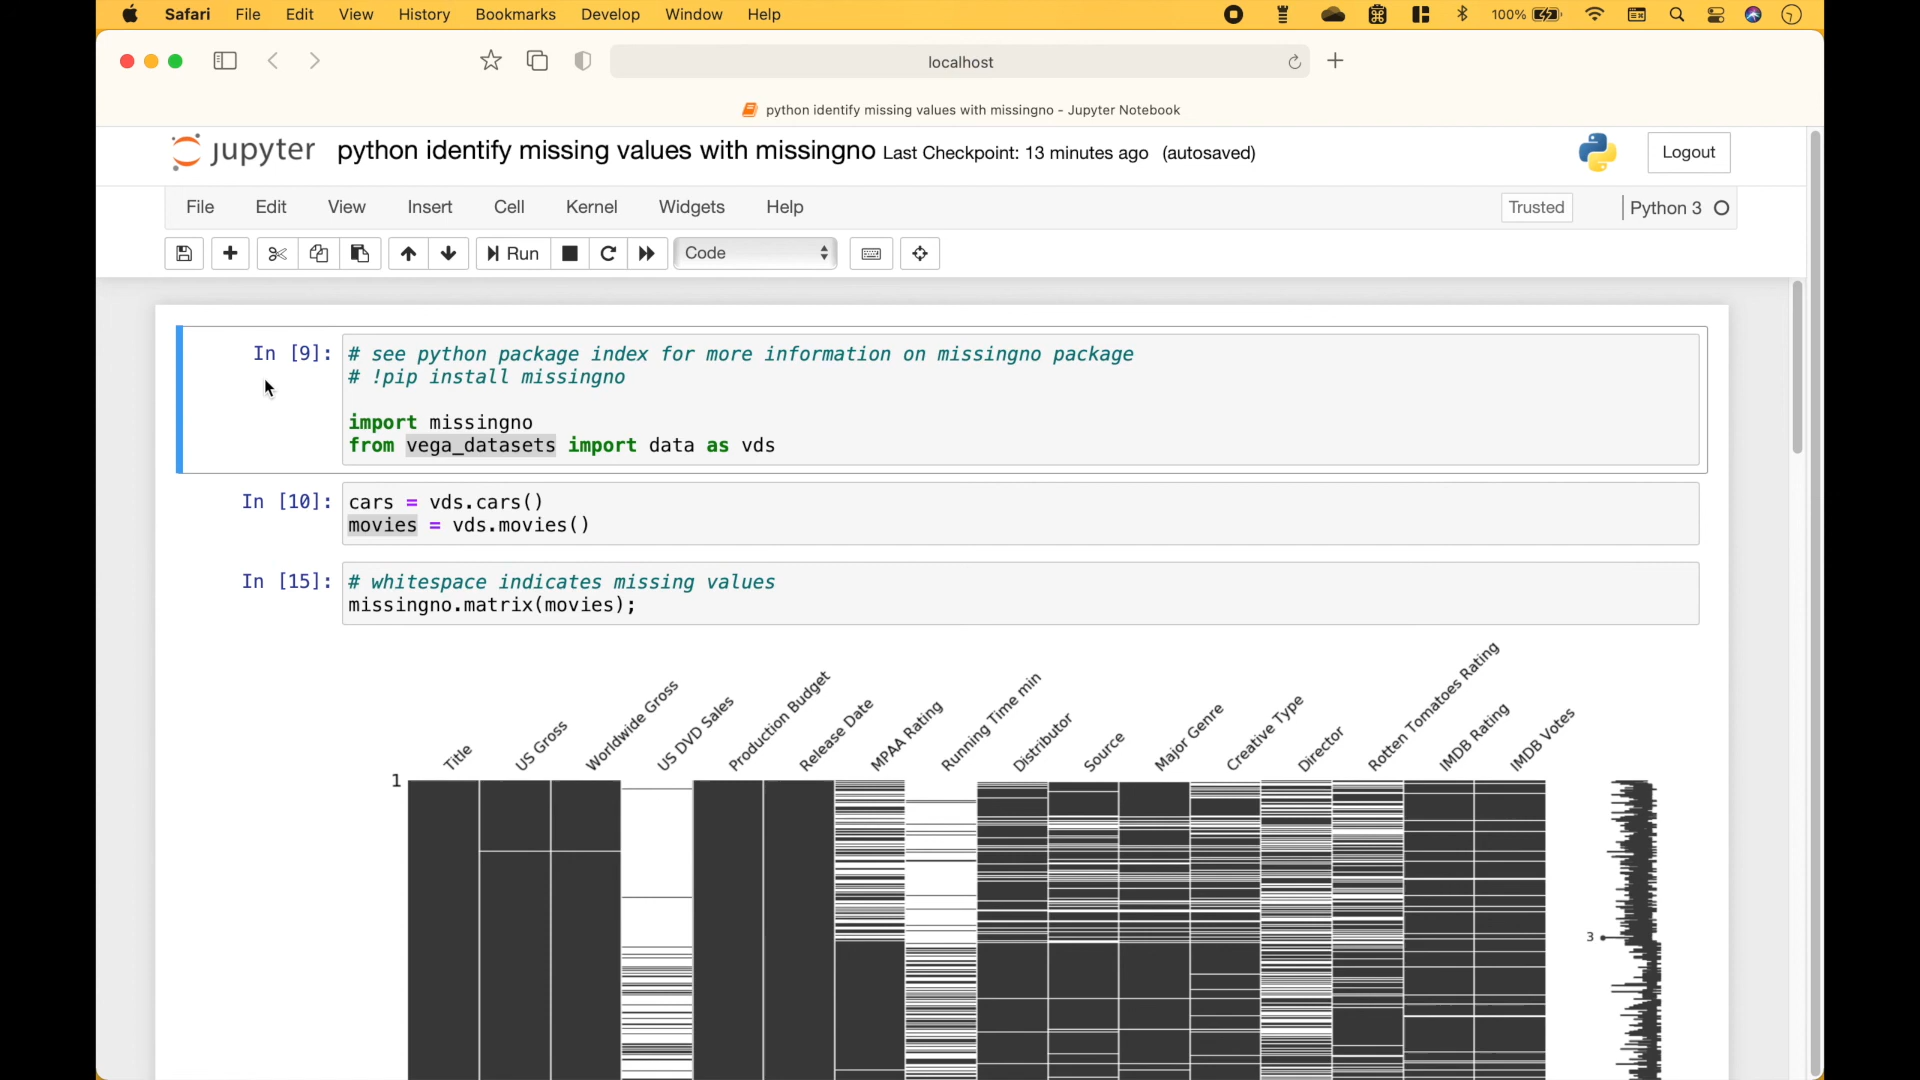 Safari File Edit View History Bookmarks Develop Window Help 100%
localhost
python identify missing values with missingno - Jupyter Notebook
jupyter python identify missing values with missingno Last Checkpoint: 13 minutes ago (autosaved) Logout
File Edit View Insert Cell Kernel Widgets Help Trusted Python 3
Run Code
In [9]: # see python package index for more information on missingno package
# !pip install missingno
import missingno
from vega_datasets import data as vds
In [10]: cars = vds.cars()
movies = vds.movies()
In [15]: # whitespace indicates missing values
missingno.matrix(movies);
Title US Gross Worldwide Gross US DVD Sales Production Budget Release Date MPAA Rating Running Time min Distributor Source Major Genre Creative Type Director Rotten Tomatoes Rating IMDB Rating IMDB Votes
1
3